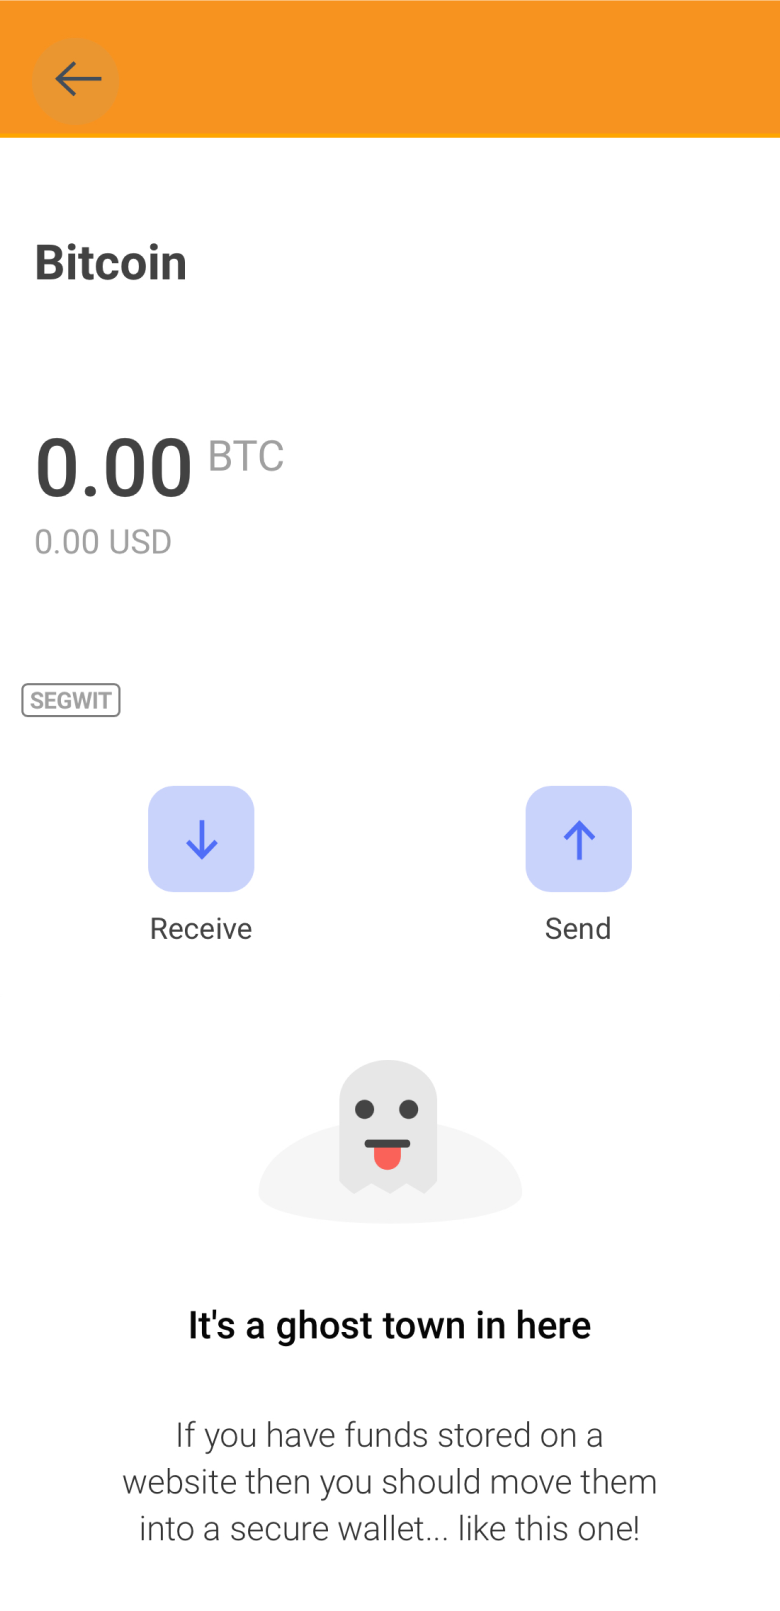 Bitcoin
0.00 BTC
0.00 USD
SEGWIT
Receive
Send
It's a ghost town in here
If you have funds stored on a
website then you should move them
into a secure wallet... like this one!